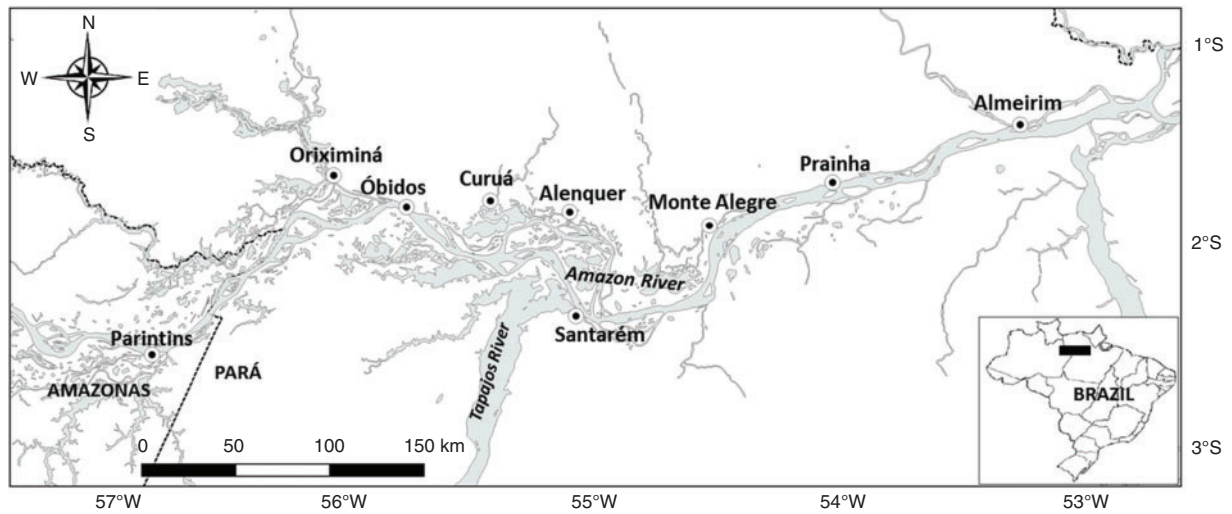 N
W E
S
1°S
Almeirim
Oriximiná
Prainha
Óbidos
Curuá
Alenquer
Monte Alegre
2°S
Amazon River
Santarém
Parintins
Tapajos River
PARÁ
AMAZONAS
BRAZIL
0 50 100 150 km
3°S
57°W 56°W 55°W 54°W 53°W